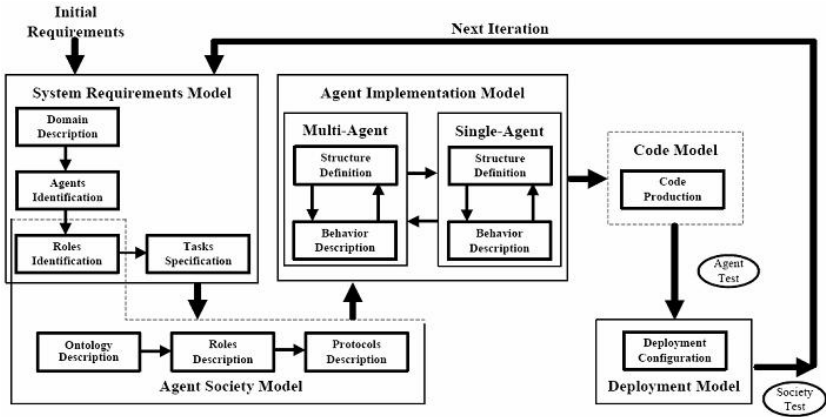 Initial
Requirements
Next Iteration
System Requirements Model
Domain
Description
Agents
Identification
Roles
Identification
Tasks
Specification
Ontology
Description
Roles
Description
Protocols
Description
Agent Society Model
Agent Implementation Model
Multi-Agent
Structure
Definition
Behavior
Description
Single-Agent
Structure
Definition
Behavior
Description
Code Model
Code
Production
Agent
Test
Deployment
Configuration
Deployment Model
Society
Test